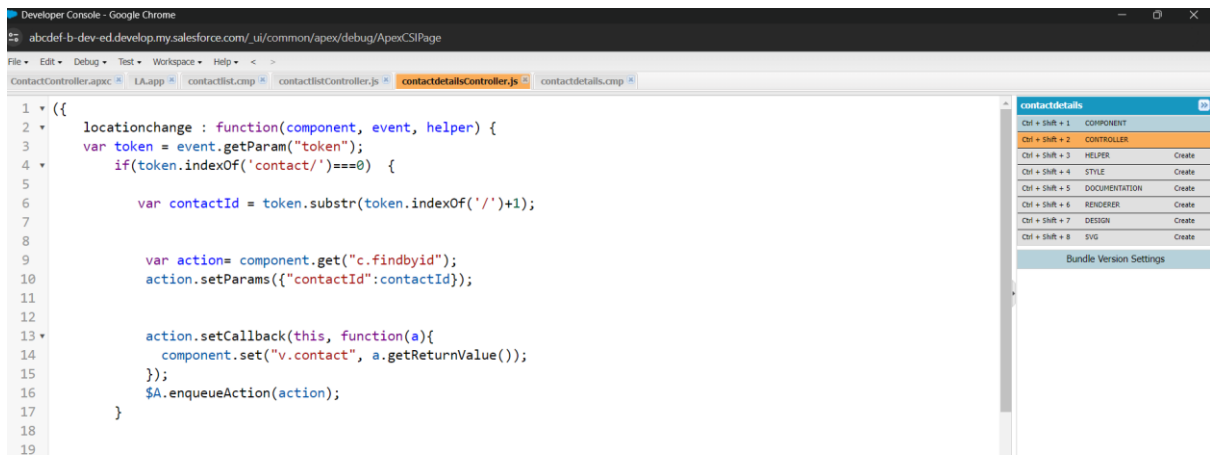 Developer Console - Google Chrome
abcdef-b-dev-ed.develop.my.salesforce.com/_ui/common/apex/debug/ApexCSIPage
File Edit Debug Test Workspace Help < >
ContactController.apxc LA.app contactlist.cmp contactlistController.js contactdetailsController.js contactdetails.cmp
1 ({
2 locationchange : function(component, event, helper) {
3 var token = event.getParam("token");
4 if(token.indexOf('contact/')===0) {
5
6 var contactId = token.substr(token.indexOf('/')+1);
7
8
9 var action= component.get("c.findbyid");
10 action.setParams({"contactId":contactId});
11
12
13 action.setCallback(this, function(a){
14 component.set("v.contact", a.getReturnValue());
15 });
16 $A.enqueueAction(action);
17 }
18
19
contactdetails
Ctrl + Shift + 1 COMPONENT
Ctrl + Shift + 2 CONTROLLER
Ctrl + Shift + 3 HELPER Create
Ctrl + Shift + 4 STYLE Create
Ctrl + Shift + 5 DOCUMENTATION Create
Ctrl + Shift + 6 RENDERER Create
Ctrl + Shift + 7 DESIGN Create
Ctrl + Shift + 8 SVG Create
Bundle Version Settings